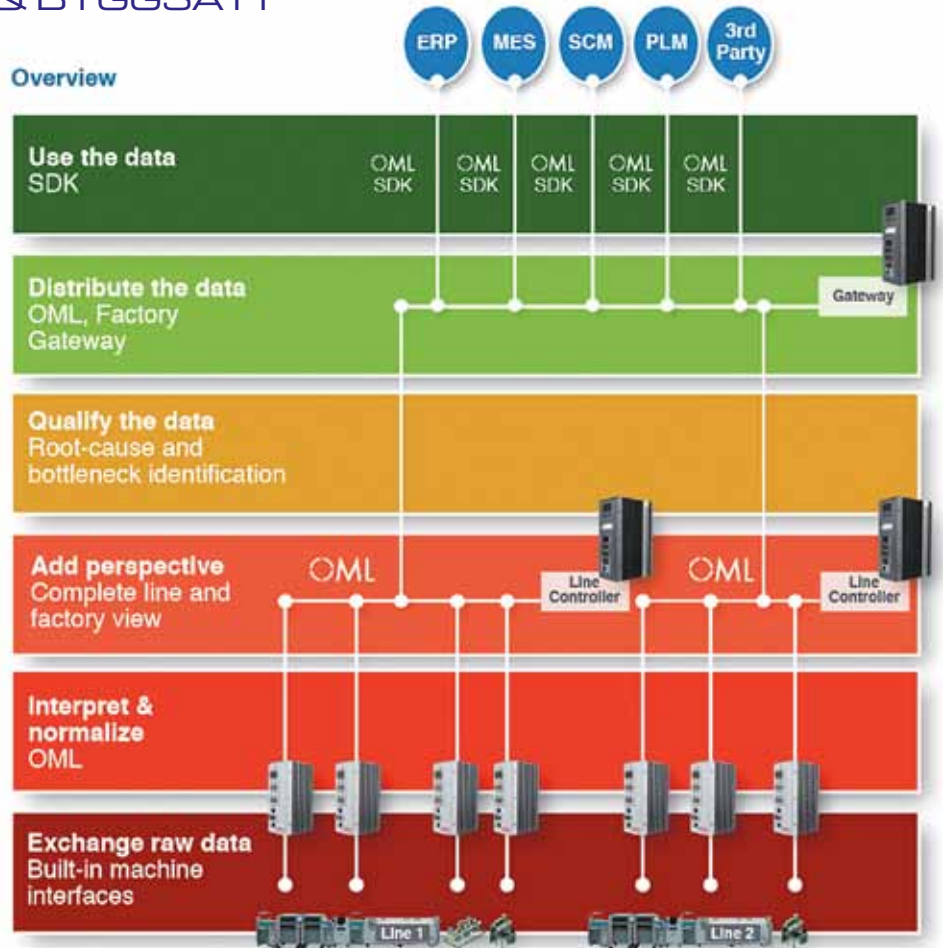 & BYGGSÄTT
Overview
ERP
MES
SCM
PLM
3rd
Party
Use the data
SDK
OML
SDK
OML
SDK
OML
SDK
OML
SDK
OML
SDK
Distribute the data
OML, Factory
Gateway
Gateway
Qualify the data
Root-cause and
bottleneck identification
Add perspective
Complete line and
factory view
OML
Line
Controller
OML
Line
Controller
Interpret &
normalize
OML
Exchange raw data
Built-in machine
interfaces
Line 1
Line 2